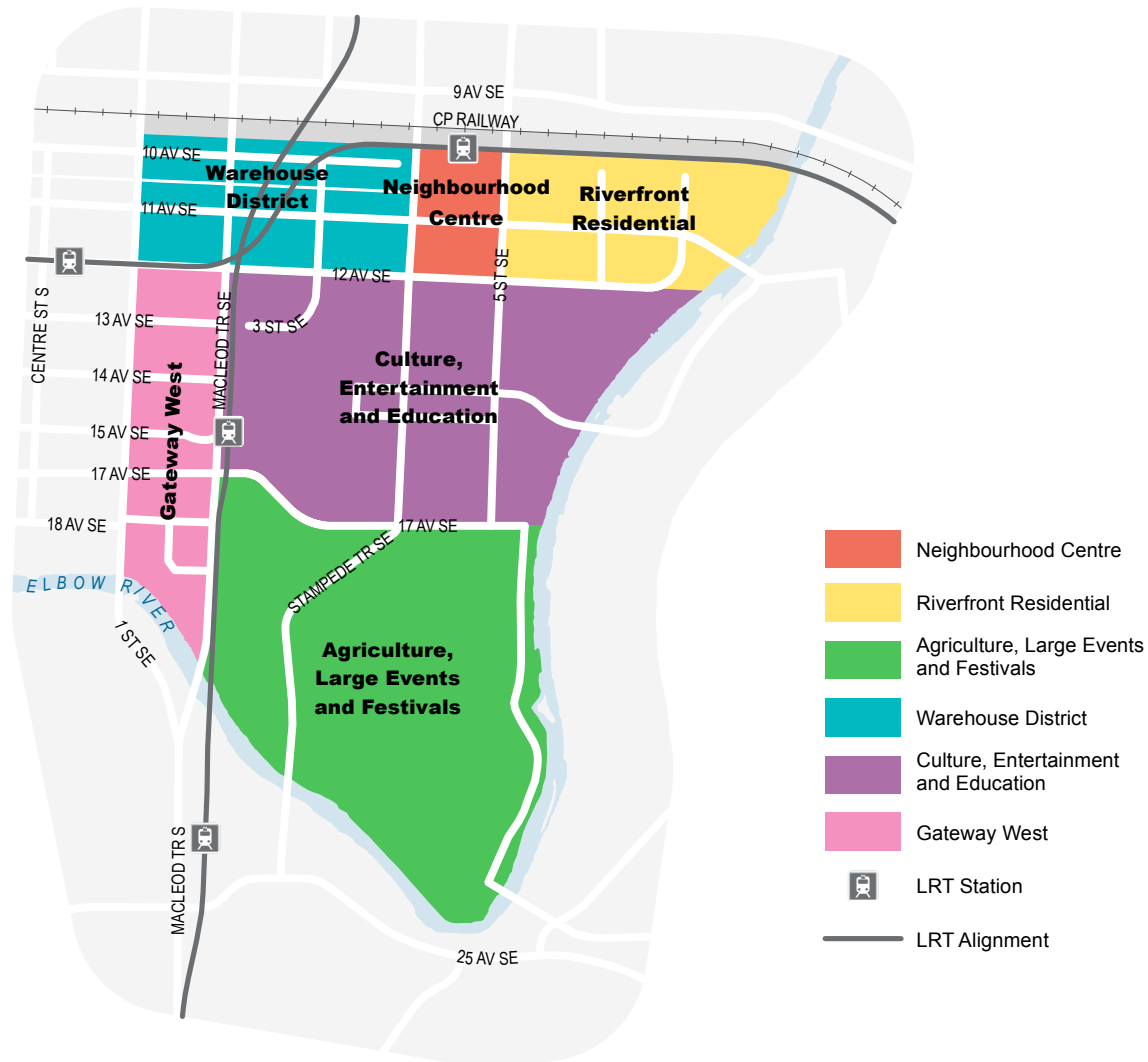 9 AV SE
CP RAILWAY
10 AV SE
Warehouse
District
Neighbourhood
Centre
Riverfront
Residential
11 AV SE
12 AV SE
5 ST SE
CENTRE ST S
13 AV SE
MACLEOD TR SE
3 ST SE
14 AV SE
Culture,
Entertainment
and Education
Gateway West
15 AV SE
17 AV SE
18 AV SE
17 AV SE
STAMPEDE TR SE
ELBOW RIVER
1 ST SE
Agriculture,
Large Events
and Festivals
MACLEOD TR S
25 AV SE
Neighbourhood Centre
Riverfront Residential
Agriculture, Large Events
and Festivals
Warehouse District
Culture, Entertainment
and Education
Gateway West
LRT Station
LRT Alignment